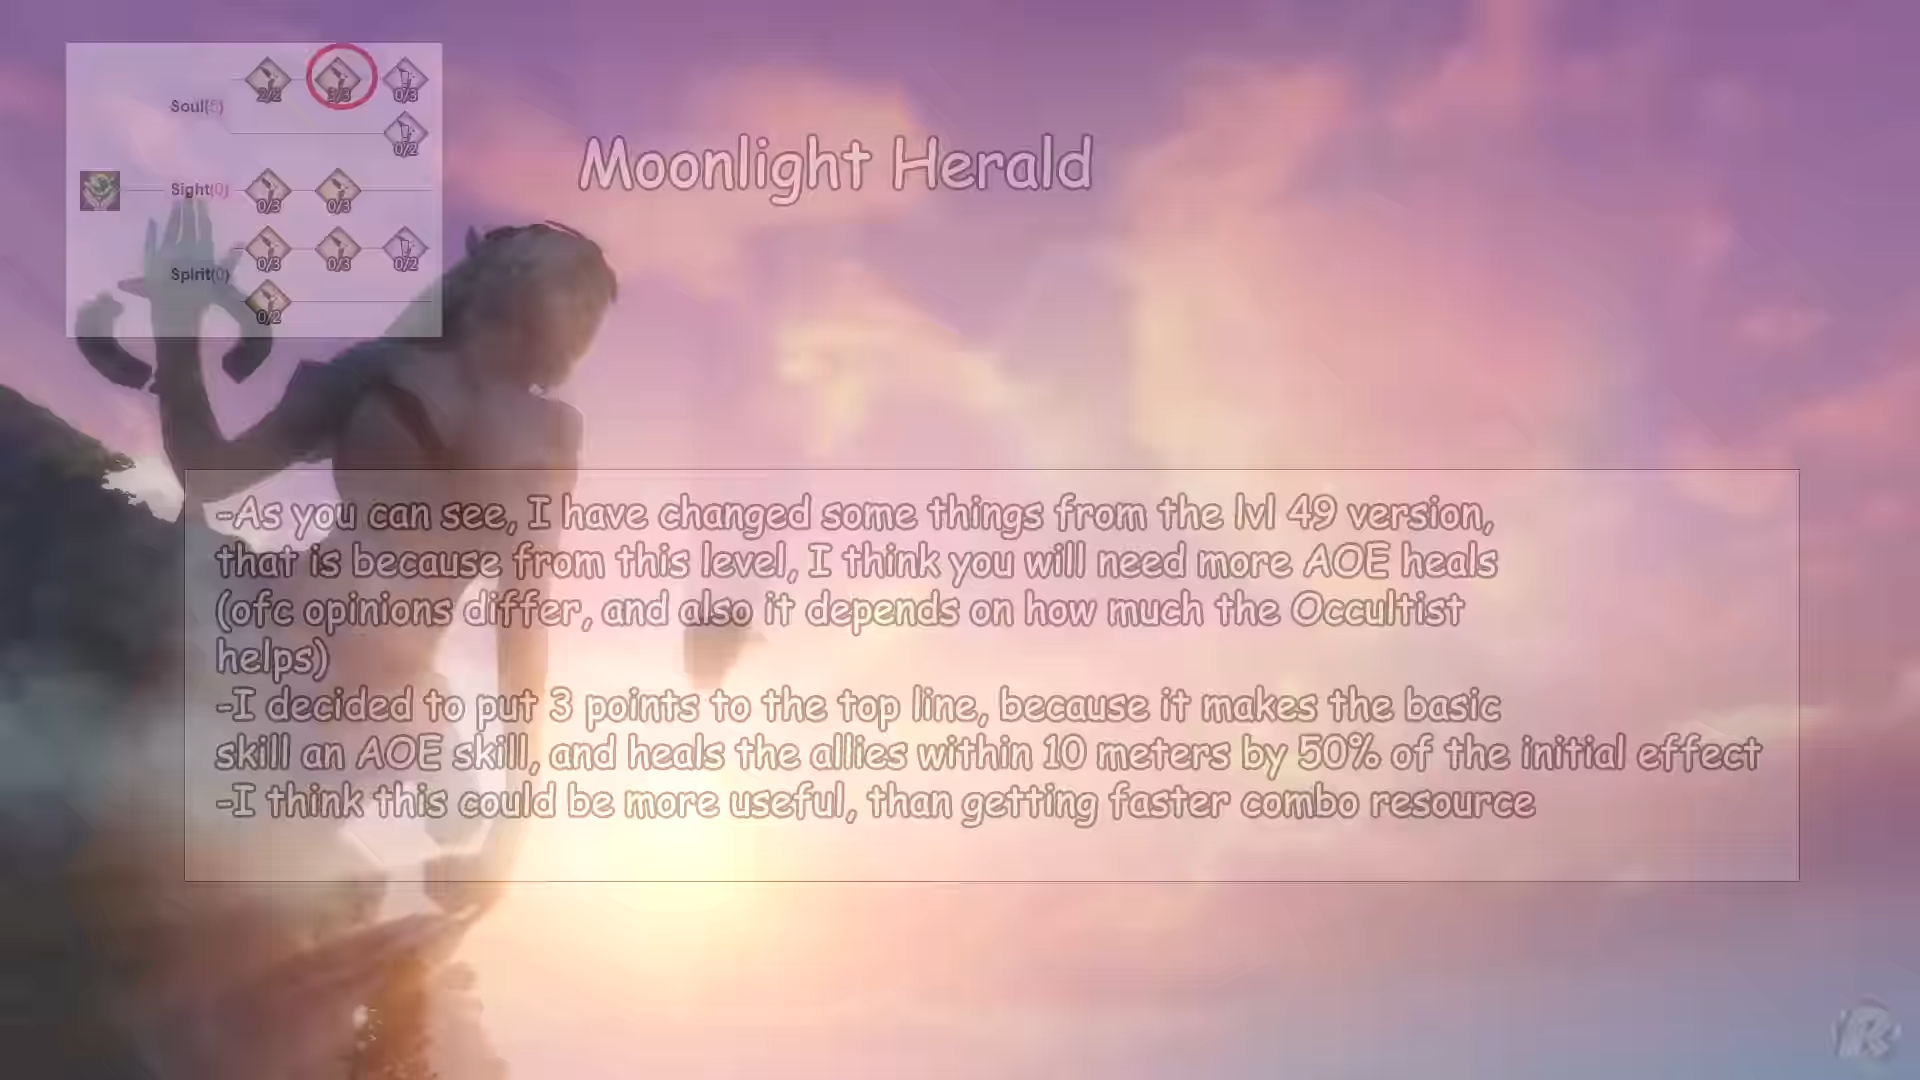 2/2 3/3 0/3
Soul(5)
0/2
Moonlight Herald
Sight(0)
0/3 0/3
0/3 0/3 0/2
Spirit(0)
0/2
-As you can see, I have changed some things from the lvl 49 version,
that is because from this level, I think you will need more AOE heals
(ofc opinions differ, and also it depends on how much the Occultist
helps)
-I decided to put 3 points to the top line, because it makes the basic
skill an AOE skill, and heals the allies within 10 meters by 50% of the initial effect
-I think this could be more useful, than getting faster combo resource
R